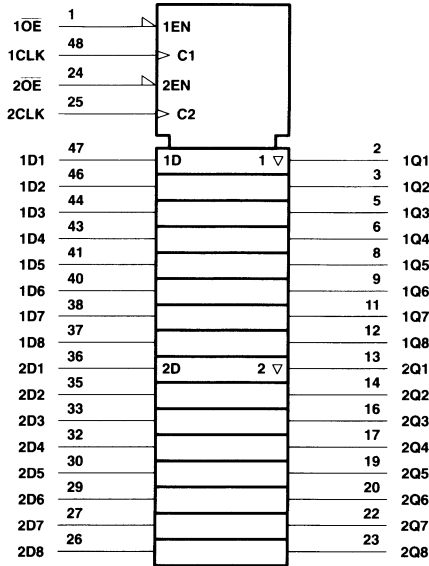 1OE 1 1EN
1CLK 48 C1
2OE 24 2EN
2CLK 25 C2
1D1 47 1D 1 ▽ 2 1Q1
1D2 46 3 1Q2
1D3 44 5 1Q3
1D4 43 6 1Q4
1D5 41 8 1Q5
1D6 40 9 1Q6
1D7 38 11 1Q7
1D8 37 12 1Q8
2D1 36 2D 2 ▽ 13 2Q1
2D2 35 14 2Q2
2D3 33 16 2Q3
2D4 32 17 2Q4
2D5 30 19 2Q5
2D6 29 20 2Q6
2D7 27 22 2Q7
2D8 26 23 2Q8